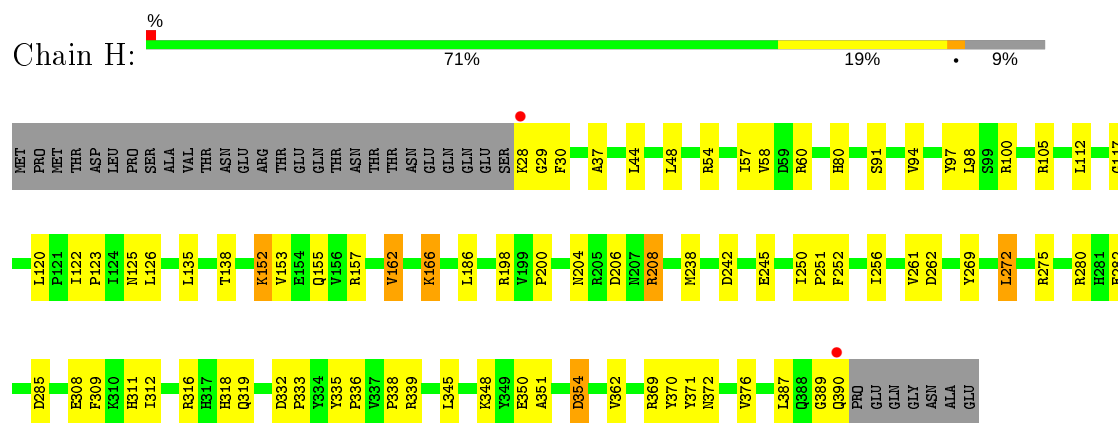 %
Chain H:
71% 19% • 9%
MET PRO MET THR ASP LEU PRO SER ALA VAL THR ASN GLU ARG THR GLU GLN THR ASN THR THR ASN GLU GLN GLN GLU SER K28 G29 F30 A37 L44 L48 R54 I57 V58 D59 R60 H80 S91 V94 Y97 L98 S99 R100 R105 L112
L120 P121 I122 P123 I124 N125 L126 L135 T138 K152 V153 E154 Q155 V156 R157 V162 K166 L186 R198 V199 P200 N204 R205 D206 N207 R208 M238 D242 E245 I250 P251 F252 I256 V261 D262 Y269 L272 R275 R280 H281
D285 E308 F309 K310 H311 I312 R316 H317 H318 Q319 D332 P333 Y334 Y335 P336 V337 P338 R339 L345 K348 Y349 E350 A351 D354 V362 R369 Y370 Y371 N372 V376 L387 Q388 G389 Q390 PRO GLU GLN GLY ASN ALA GLU